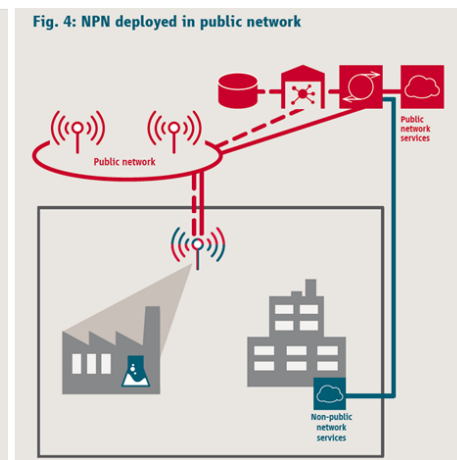 Fig. 4: NPN deployed in public network
Public
network
services
Public network
Non-public
network
services